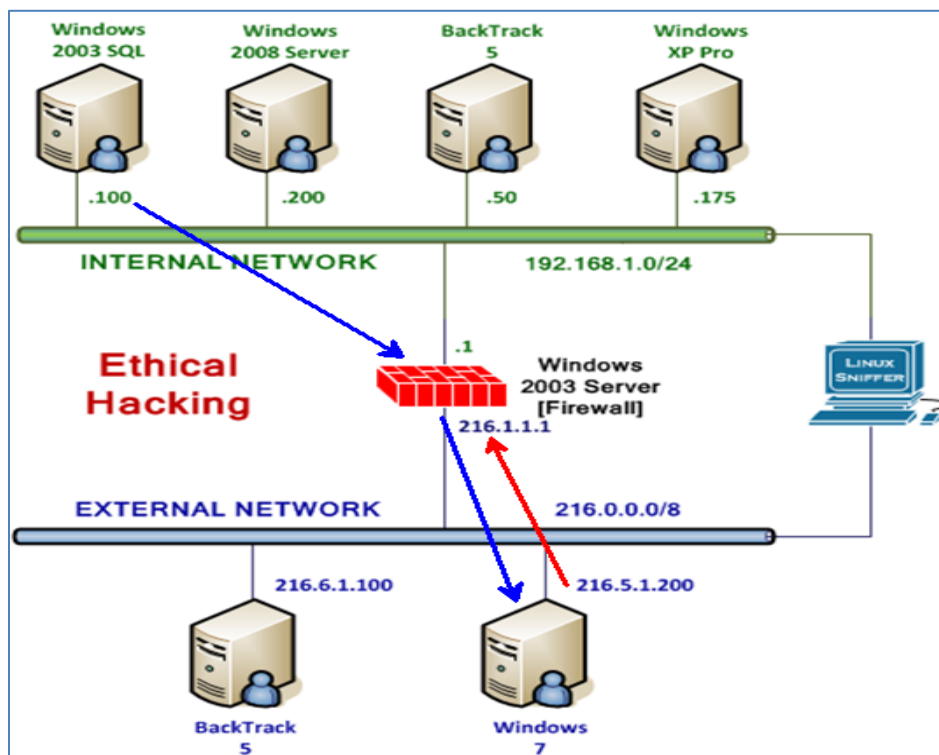 Windows
2003 SQL
Windows
2008 Server
BackTrack
5
Windows
XP Pro
.100
.200
.50
.175
INTERNAL NETWORK
192.168.1.0/24
Ethical
Hacking
.1
Windows
2003 Server
[Firewall]
216.1.1.1
LINUX
SNIFFER
EXTERNAL NETWORK
216.0.0.0/8
216.6.1.100
216.5.1.200
BackTrack
5
Windows
7